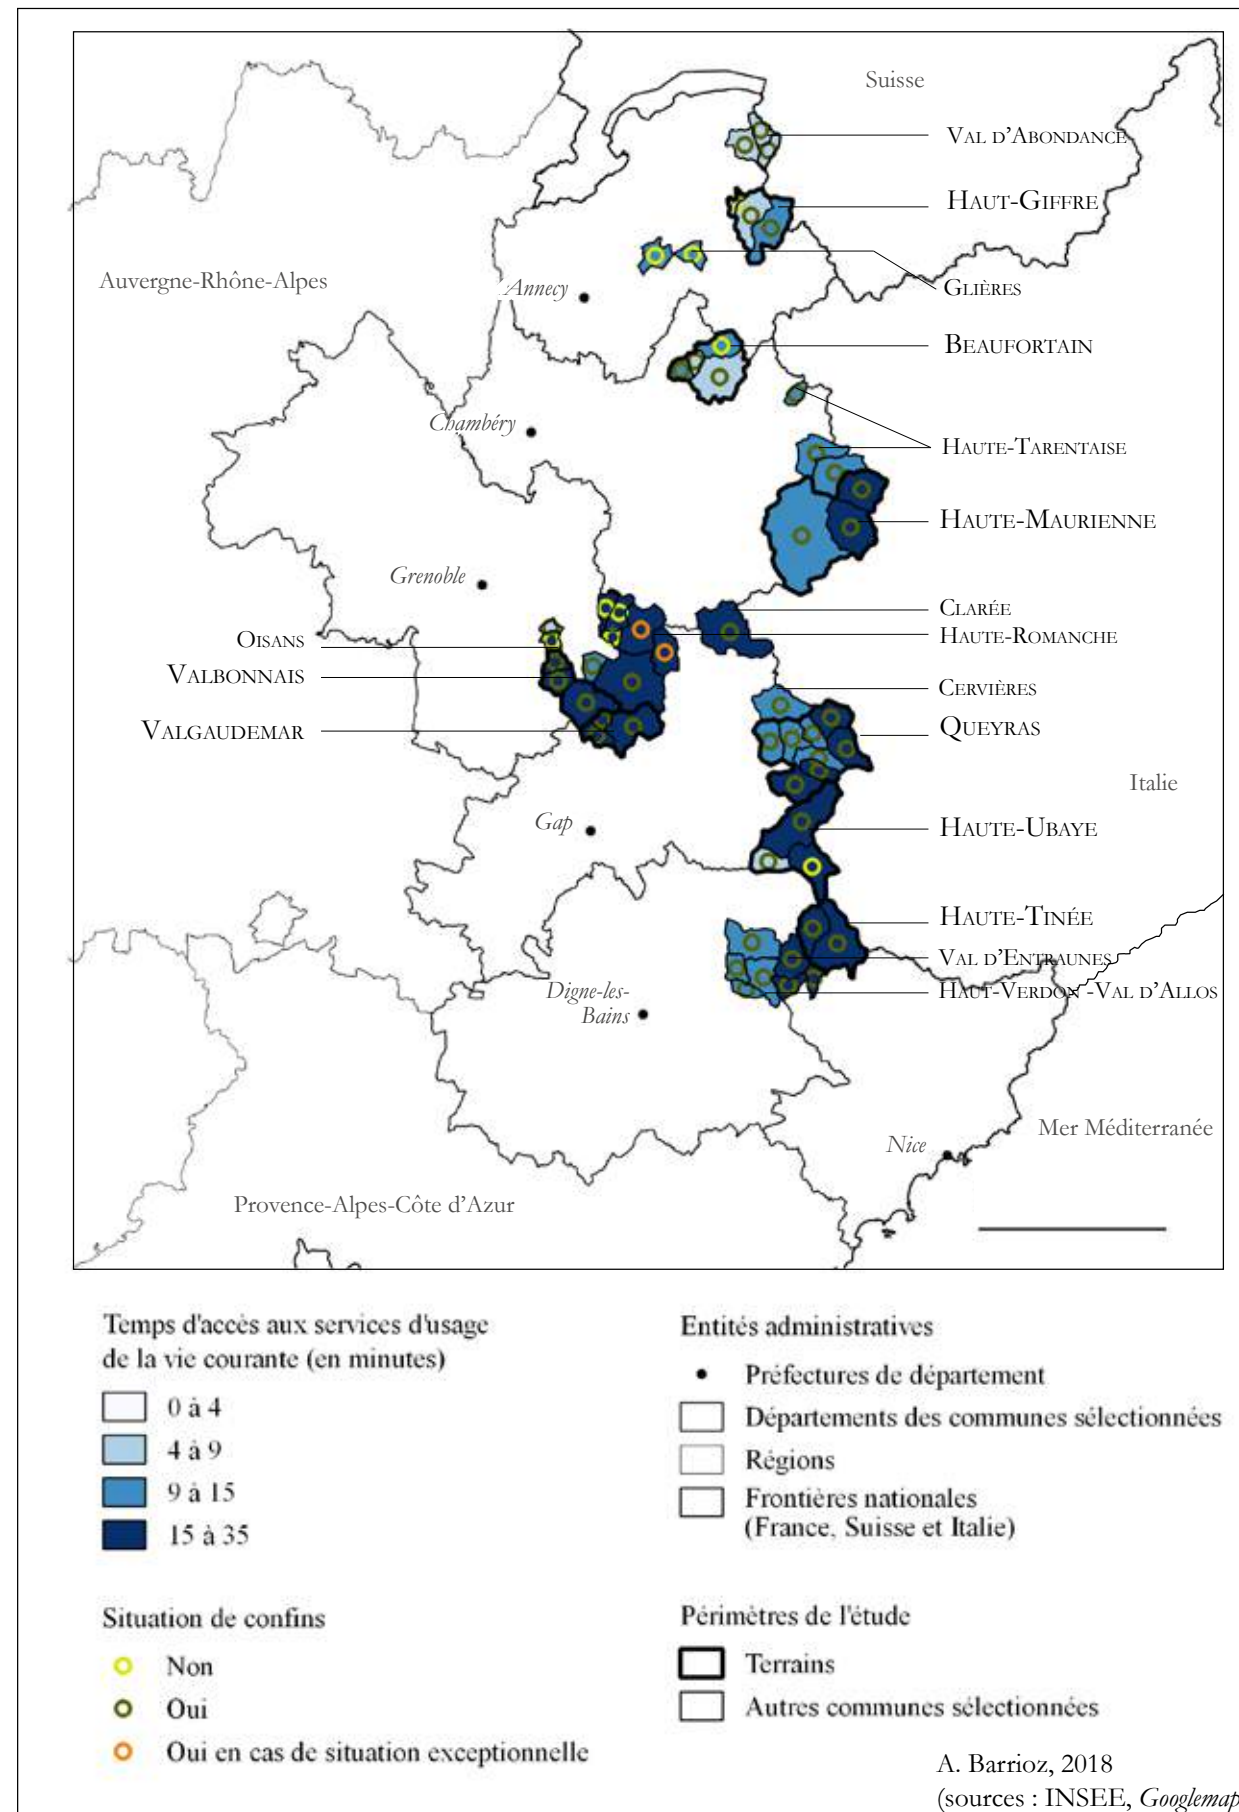 Suisse
VAL D'ABONDANCE
HAUT-GIFFRE
Auvergne-Rhône-Alpes
Annecy
GLIÈRES
BEAUFORTAIN
Chambéry
HAUTE-TARENTAISE
HAUTE-MAURIENNE
Grenoble
CLARÉE
OISANS
HAUTE-ROMANCHE
VALBONNAIS
CERVIÈRES
VALGAUDEMAR
QUEYRAS
Italie
Gap
HAUTE-UBAYE
HAUTE-TINÉE
VAL D'ENTRAUNES
Digne-les-
Bains
HAUT-VERDON -VAL D'ALLOS
Mer Méditerranée
Nice
Provence-Alpes-Côte d'Azur
Temps d'accès aux services d'usage
de la vie courante (en minutes)
0 à 4
4 à 9
9 à 15
15 à 35
Situation de confins
Non
Oui
Oui en cas de situation exceptionnelle
Entités administratives
Préfectures de département
Départements des communes sélectionnées
Régions
Frontières nationales
(France, Suisse et Italie)
Périmètres de l'étude
Terrains
Autres communes sélectionnées
A. Barrioz, 2018
(sources : INSEE, Googlemap